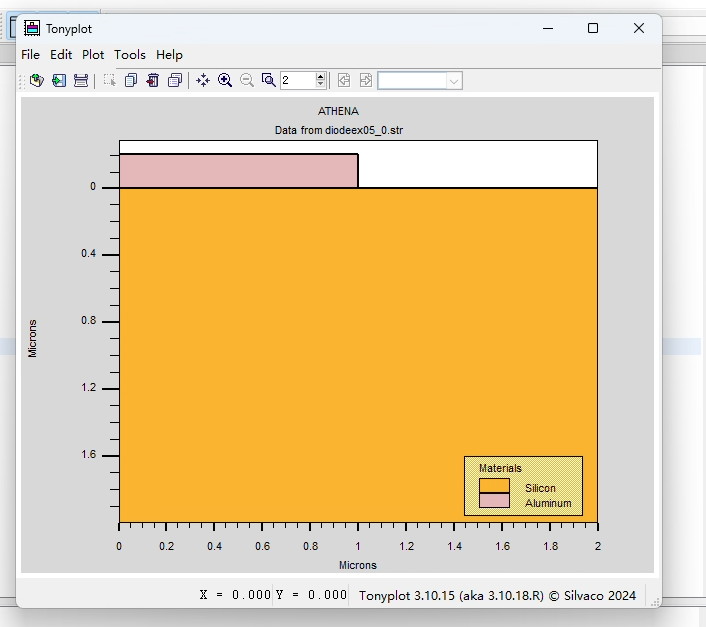 Tonyplot
File Edit Plot Tools Help
2
ATHENA
Data from diodeex05_0.str
0
0.4
0.8
1.2
1.6
Microns
Materials
Silicon
Aluminum
0 0.2 0.4 0.6 0.8 1 1.2 1.4 1.6 1.8 2
Microns
X = 0.000 Y = 0.000 Tonyplot 3.10.15 (aka 3.10.18.R) © Silvaco 2024